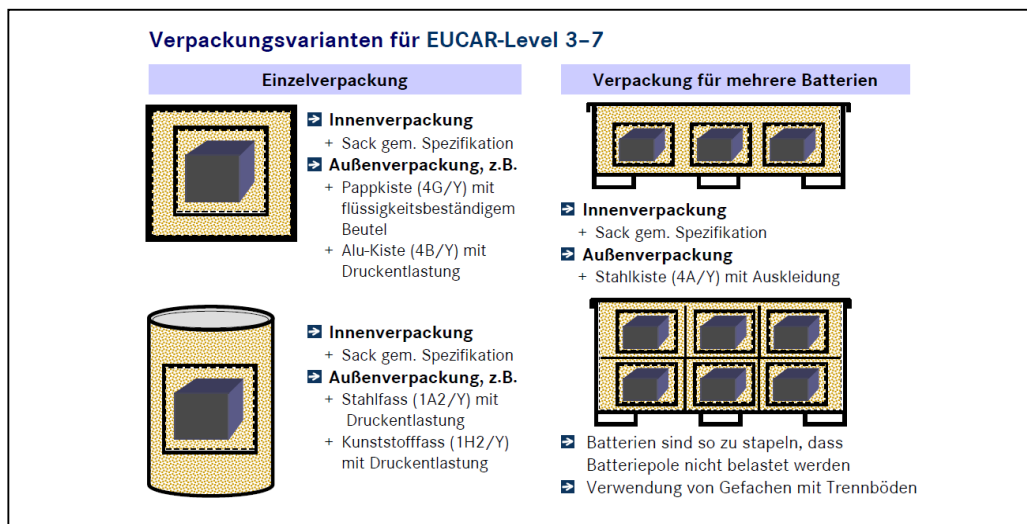 Verpackungsvarianten für EUCAR-Level 3–7
Einzelverpackung
Innenverpackung
+ Sack gem. Spezifikation
Außenverpackung, z.B.
+ Pappkiste (4G/Y) mit
flüssigkeitsbeständigem
Beutel
+ Alu-Kiste (4B/Y) mit
Druckentlastung
Innenverpackung
+ Sack gem. Spezifikation
Außenverpackung, z.B.
+ Stahlfass (1A2/Y) mit
Druckentlastung
+ Kunststofffass (1H2/Y)
mit Druckentlastung
Verpackung für mehrere Batterien
Innenverpackung
+ Sack gem. Spezifikation
Außenverpackung
+ Stahlkiste (4A/Y) mit Auskleidung
Batterien sind so zu stapeln, dass
Batteriepole nicht belastet werden
Verwendung von Gefachen mit Trennböden